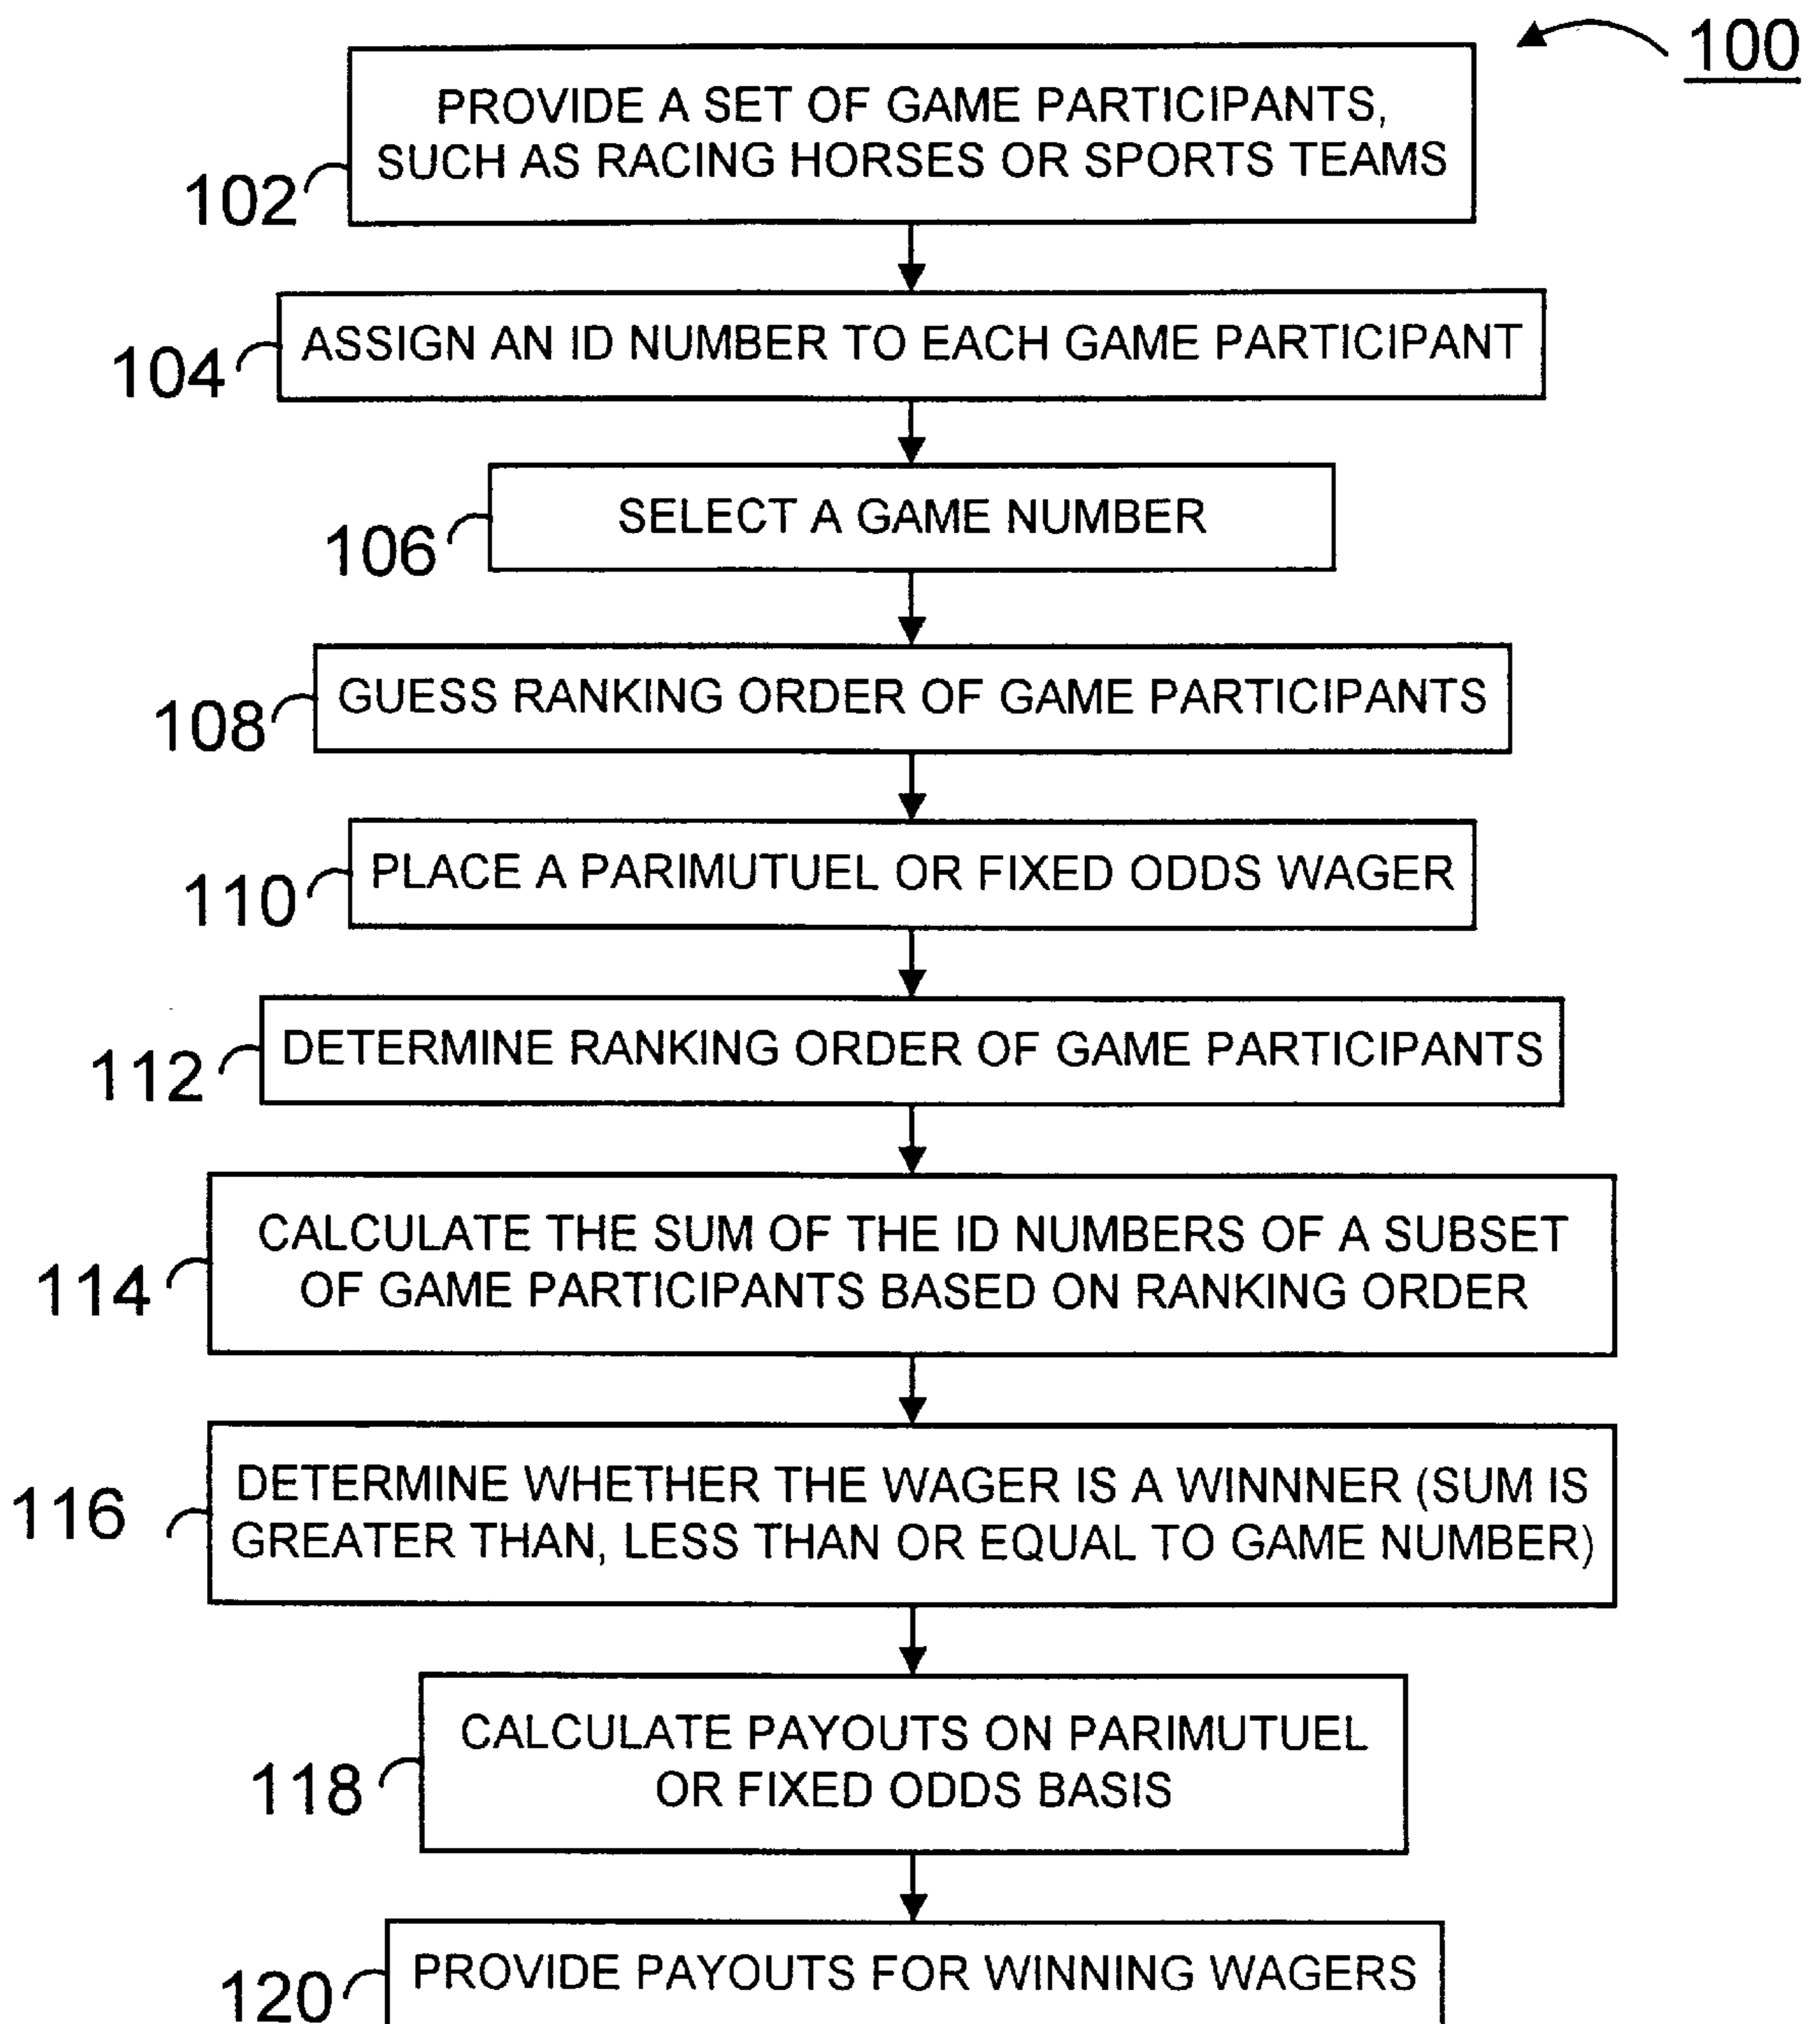 100
PROVIDE A SET OF GAME PARTICIPANTS,
SUCH AS RACING HORSES OR SPORTS TEAMS
102
ASSIGN AN ID NUMBER TO EACH GAME PARTICIPANT
104
SELECT A GAME NUMBER
106
GUESS RANKING ORDER OF GAME PARTICIPANTS
108
PLACE A PARIMUTUEL OR FIXED ODDS WAGER
110
DETERMINE RANKING ORDER OF GAME PARTICIPANTS
112
CALCULATE THE SUM OF THE ID NUMBERS OF A SUBSET
OF GAME PARTICIPANTS BASED ON RANKING ORDER
114
DETERMINE WHETHER THE WAGER IS A WINNNER (SUM IS
GREATER THAN, LESS THAN OR EQUAL TO GAME NUMBER)
116
CALCULATE PAYOUTS ON PARIMUTUEL
OR FIXED ODDS BASIS
118
PROVIDE PAYOUTS FOR WINNING WAGERS
120